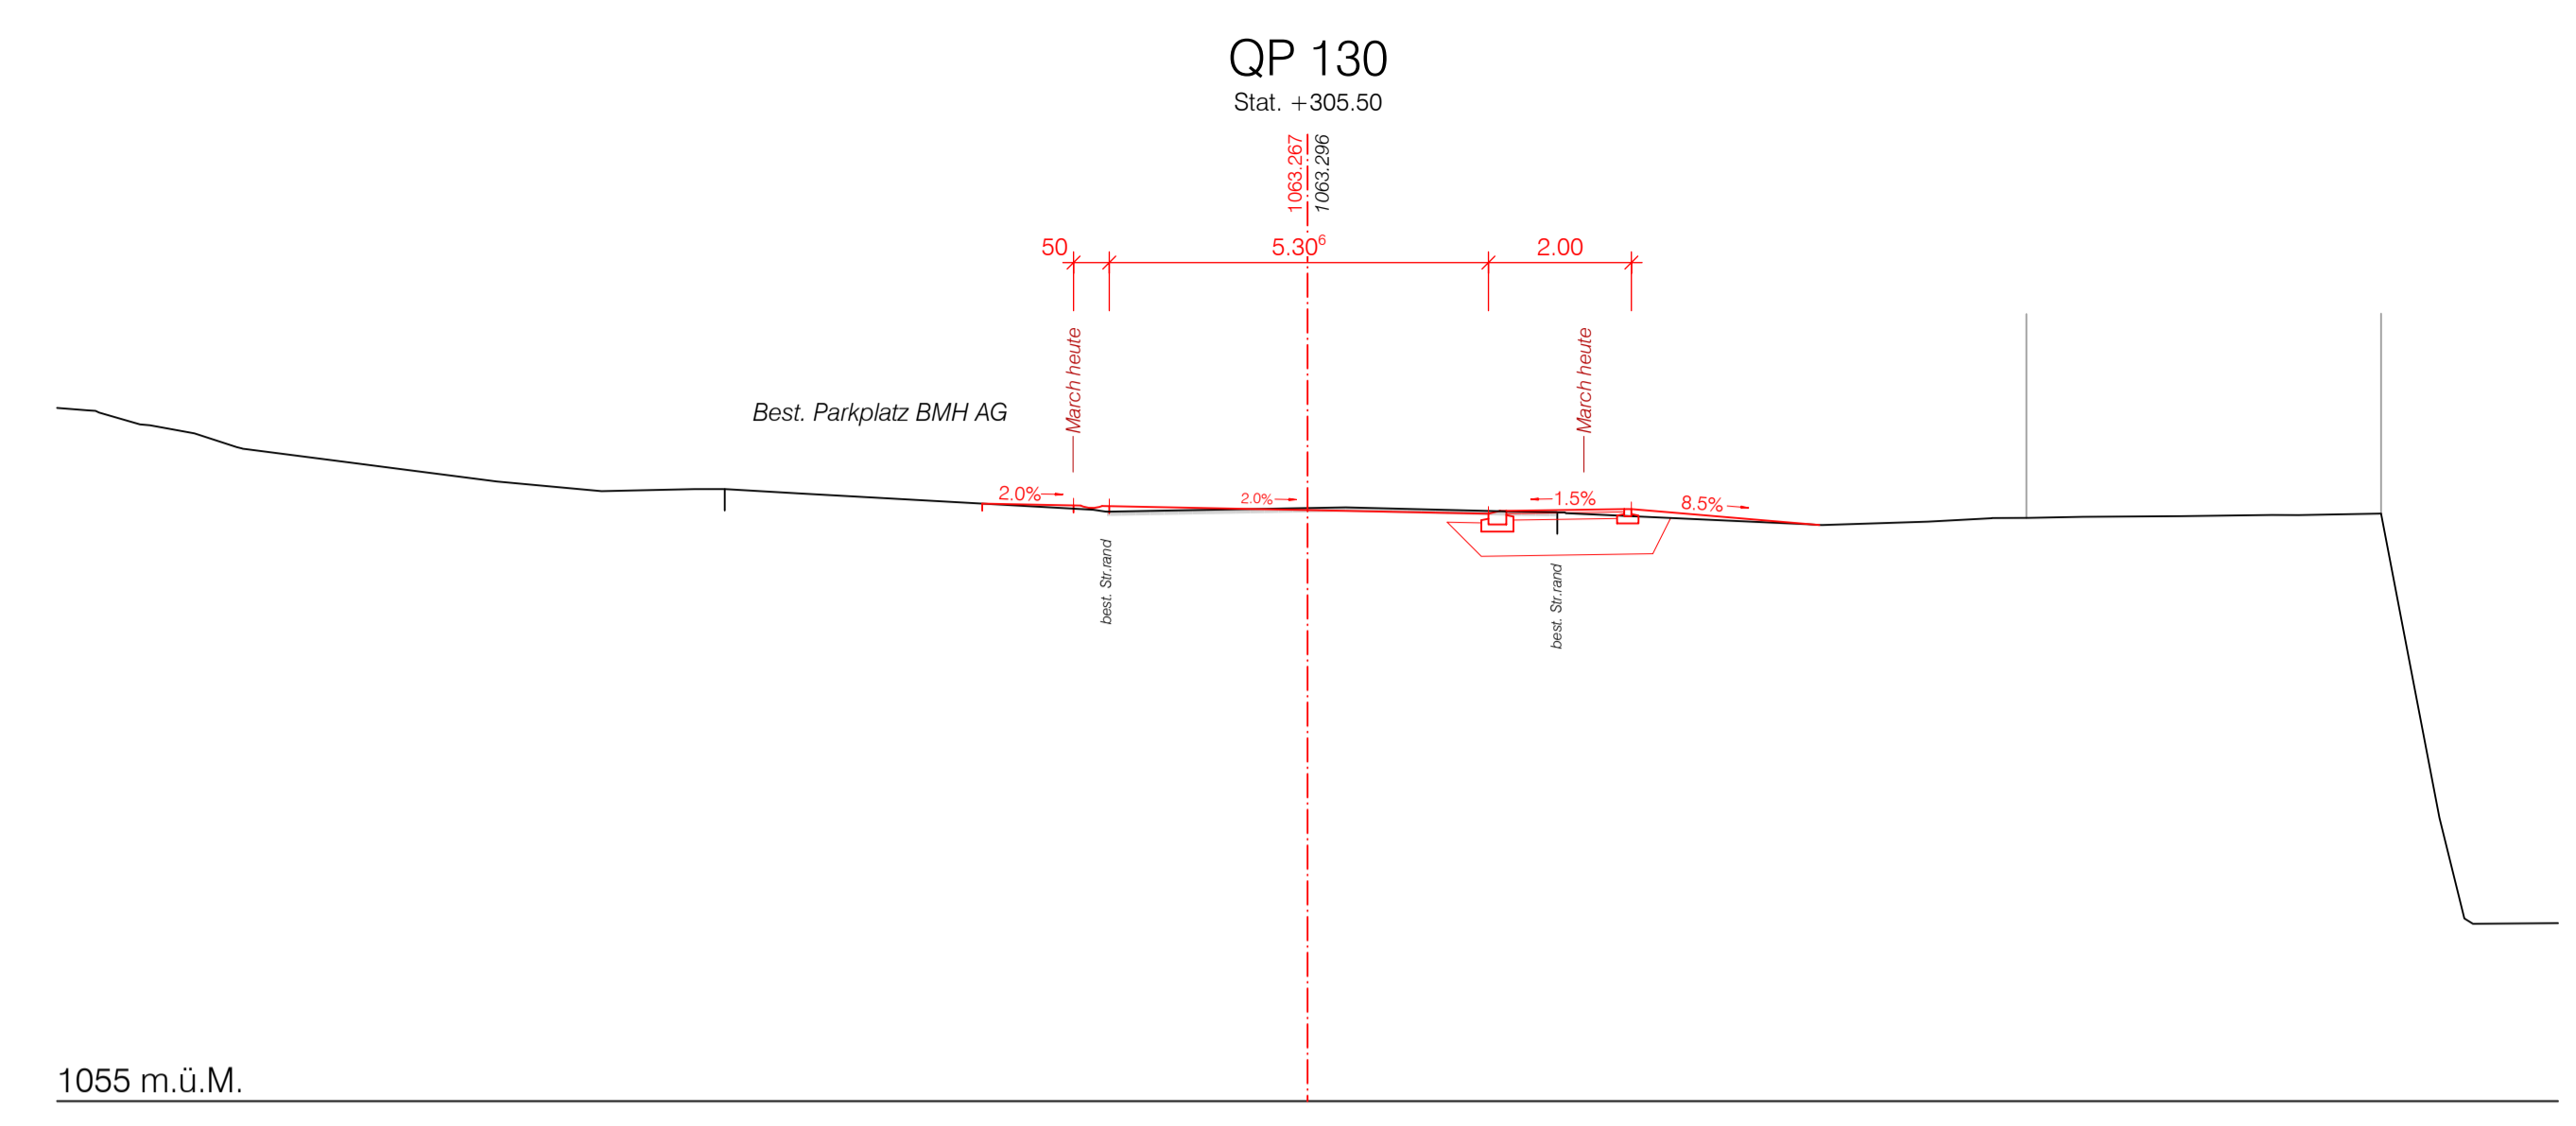 QP 130
Stat. +305.50
1063.267
1063.296
50
5.30⁶
2.00
March heute
March heute
Best. Parkplatz BMH AG
2.0%
2.0%
1.5%
8.5%
best. Str.rand
best. Str.rand
1055 m.ü.M.